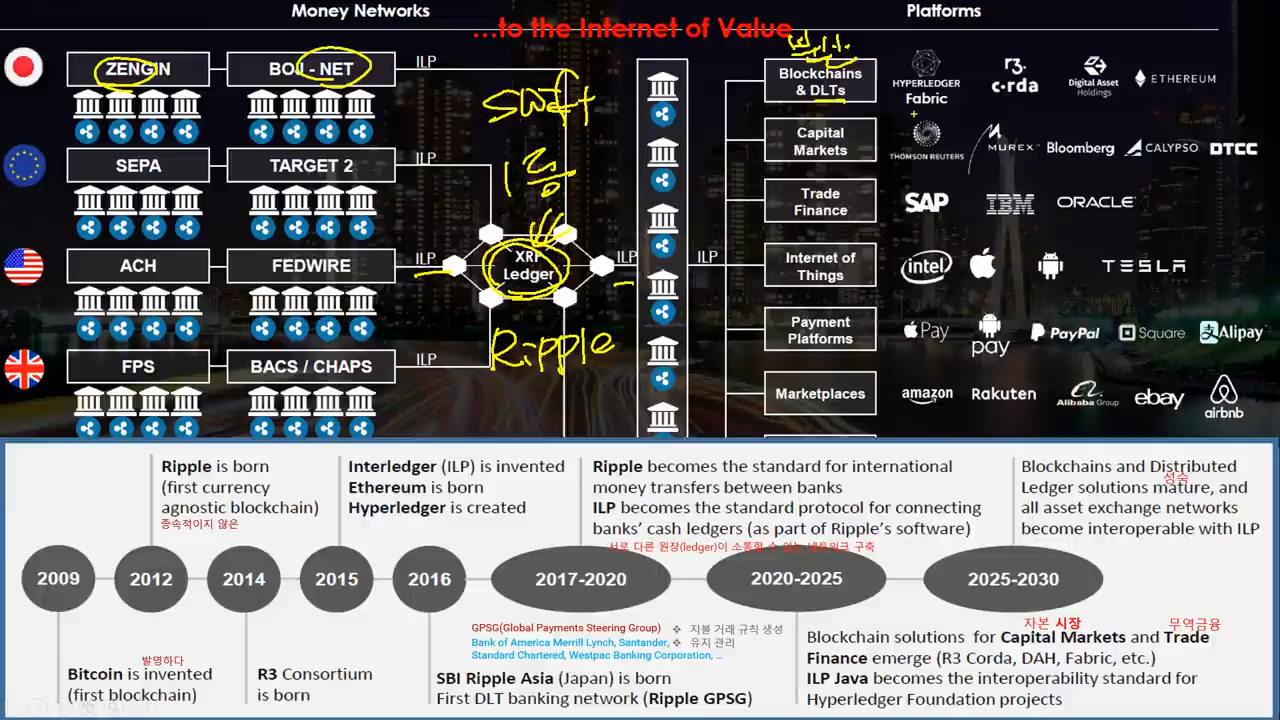 Money Networks
Platforms
…to the Internet of Value
ZENGIN
BOJ - NET
ILP
SEPA
TARGET 2
ILP
ACH
FEDWIRE
ILP
FPS
BACS / CHAPS
ILP
Swift
XRP
Ledger
Ripple
ILP
ILP
Blockchains
& DLTs
HYPERLEDGER
Fabric
r3.
c·rda
Digital Asset
Holdings
ETHEREUM
Capital
Markets
THOMSON REUTERS
MUREX
Bloomberg
CALYPSO
DTCC
Trade
Finance
SAP
IBM
ORACLE
Internet of
Things
intel
TESLA
Payment
Platforms
Pay
pay
PayPal
Square
Alipay
Marketplaces
amazon
Rakuten
Alibaba Group
ebay
airbnb
Ripple is born
(first currency
agnostic blockchain)
종속적이지 않은
Interledger (ILP) is invented
Ethereum is born
Hyperledger is created
Ripple becomes the standard for international
money transfers between banks
ILP becomes the standard protocol for connecting
banks' cash ledgers (as part of Ripple's software)
서로 다른 원장(ledger)이 소통할 수 있는 네트워크 구축
Blockchains and Distributed
성숙
Ledger solutions mature, and
all asset exchange networks
become interoperable with ILP
2009
2012
2014
2015
2016
2017-2020
2020-2025
2025-2030
발명하다
Bitcoin is invented
(first blockchain)
R3 Consortium
is born
GPSG(Global Payments Steering Group)
❖ 지불 거래 규칙 생성
Bank of America Merrill Lynch, Santander,
❖ 유지 관리
Standard Chartered, Westpac Banking Corporation, …
SBI Ripple Asia (Japan) is born
First DLT banking network (Ripple GPSG)
자본 시장
무역금융
Blockchain solutions for Capital Markets and Trade
Finance emerge (R3 Corda, DAH, Fabric, etc.)
ILP Java becomes the interoperability standard for
Hyperledger Foundation projects